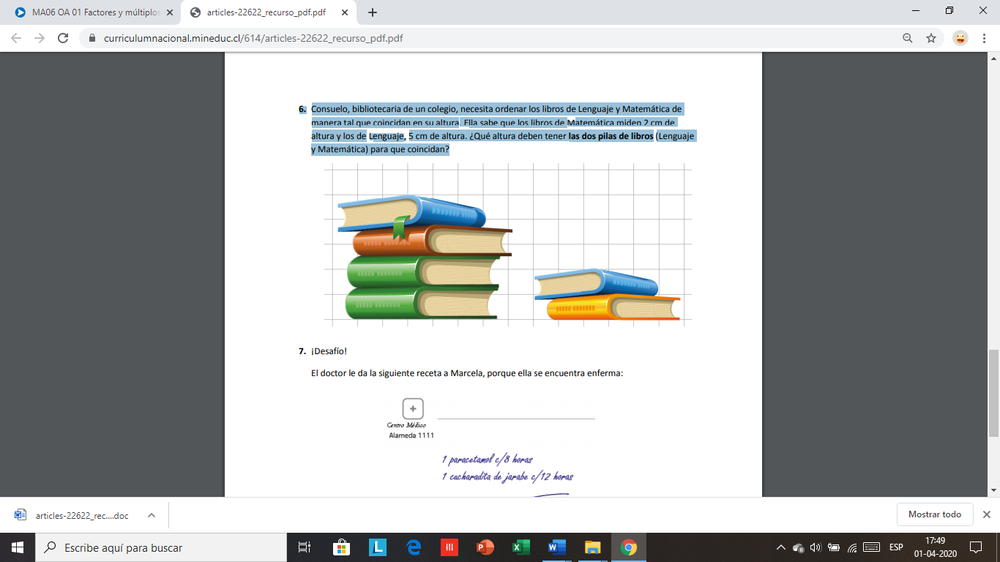 MA06 OA 01 Factores y múltiplos
articles-22622_recurso_pdf.pdf
curriculumnacional.mineduc.cl/614/articles-22622_recurso_pdf.pdf
6. Consuelo, bibliotecaria de un colegio, necesita ordenar los libros de Lenguaje y Matemática de
manera tal que coincidan en su altura. Ella sabe que los libros de Matemática miden 2 cm de
altura y los de Lenguaje, 5 cm de altura. ¿Qué altura deben tener las dos pilas de libros (Lenguaje
y Matemática) para que coincidan?
7. ¡Desafío!
El doctor le da la siguiente receta a Marcela, porque ella se encuentra enferma:
Centro Médico
Alameda 1111
1 paracetamol c/8 horas
1 cucharadita de jarabe c/12 horas
articles-22622_rec....doc
Mostrar todo
Escribe aquí para buscar
ESP
17:49
01-04-2020